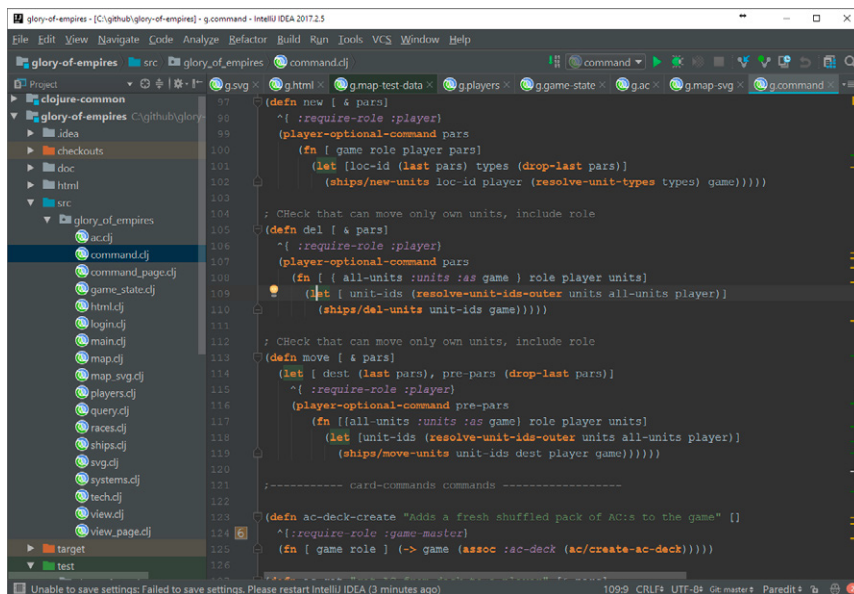 glory-of-empires - [C:\github\glory-of-empires] - g.command - IntelliJ IDEA 2017.2.5
File Edit View Navigate Code Analyze Refactor Build Run Tools VCS Window Help
glory-of-empires src glory_of_empires command.clj command
Project g.svg g.html g.map-test-data g.players g.game-state g.ac g.map-svg g.command
clojure-common
glory-of-empires C:\github\glory-
.idea
checkouts
doc
html
src
glory_of_empires
ac.clj
command.clj
command_page.clj
game_state.clj
html.clj
login.clj
main.clj
map.clj
map_svg.clj
players.clj
query.clj
races.clj
ships.clj
svg.clj
systems.clj
tech.clj
view.clj
view_page.clj
target
test
97 (defn new [ & pars]
98 ^{ :require-role :player}
99 (player-optional-command pars
100 (fn [ game role player pars]
101 (let [loc-id (last pars) types (drop-last pars)]
102 (ships/new-units loc-id player (resolve-unit-types types) game)))))
103
104 ; CHeck that can move only own units, include role
105 (defn del [ & pars]
106 ^{ :require-role :player}
107 (player-optional-command pars
108 (fn [ { all-units :units :as game } role player units]
109 (let [ unit-ids (resolve-unit-ids-outer units all-units player)]
110 (ships/del-units unit-ids game)))))
111
112 ; CHeck that can move only own units, include role
113 (defn move [ & pars]
114 (let [ dest (last pars), pre-pars (drop-last pars)]
115 ^{ :require-role :player}
116 (player-optional-command pre-pars
117 (fn [{all-units :units :as game} role player units]
118 (let [unit-ids (resolve-unit-ids-outer units all-units player)]
119 (ships/move-units unit-ids dest player game))))))
120
121 ;----------- card-commands commands ------------------
122
123 (defn ac-deck-create "Adds a fresh shuffled pack of AC:s to the game" []
124 ^{:require-role :game-master}
125 (fn [ game role ] (-> game (assoc :ac-deck (ac/create-ac-deck)))))
126
Unable to save settings: Failed to save settings. Please restart IntelliJ IDEA (3 minutes ago) 109:9 CRLF UTF-8 Git: master Paredit